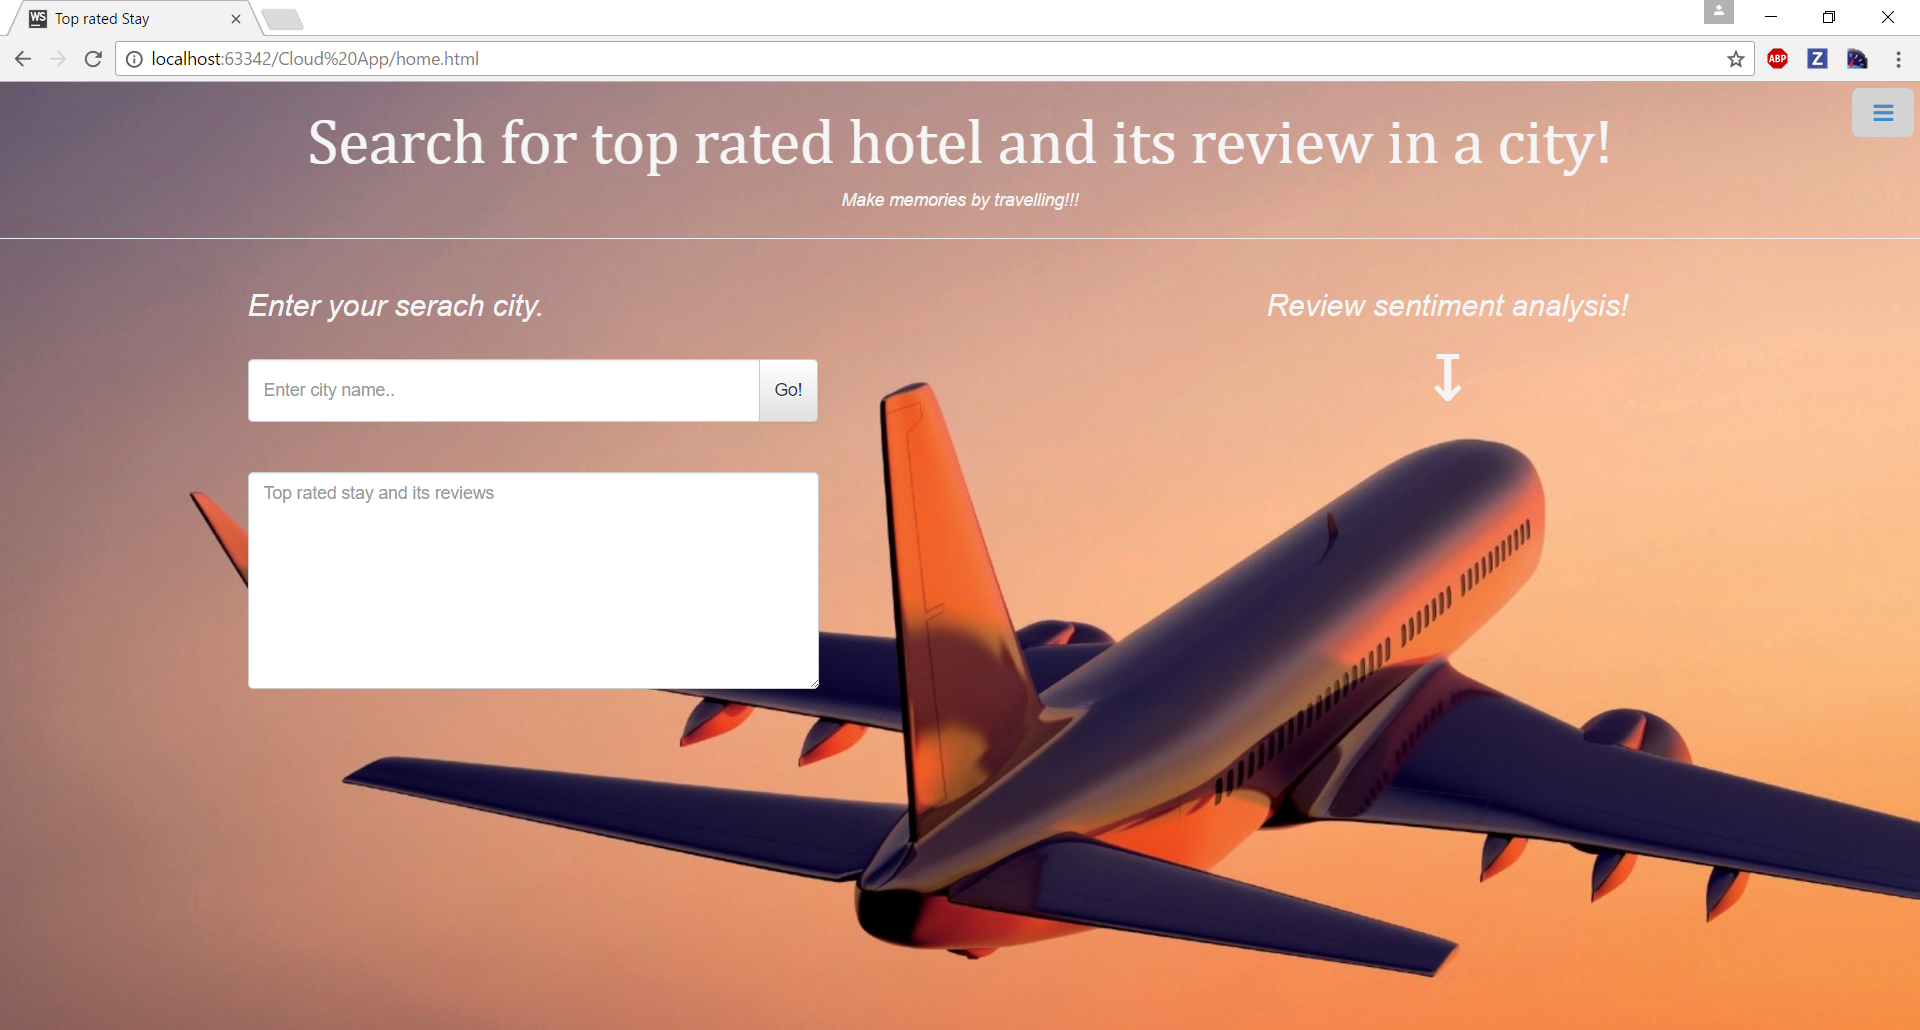 WS Top rated Stay
localhost:63342/Cloud%20App/home.html
ABP
Z
Search for top rated hotel and its review in a city!
Make memories by travelling!!!
Enter your serach city.
Review sentiment analysis!
Enter city name..
Go!
Top rated stay and its reviews